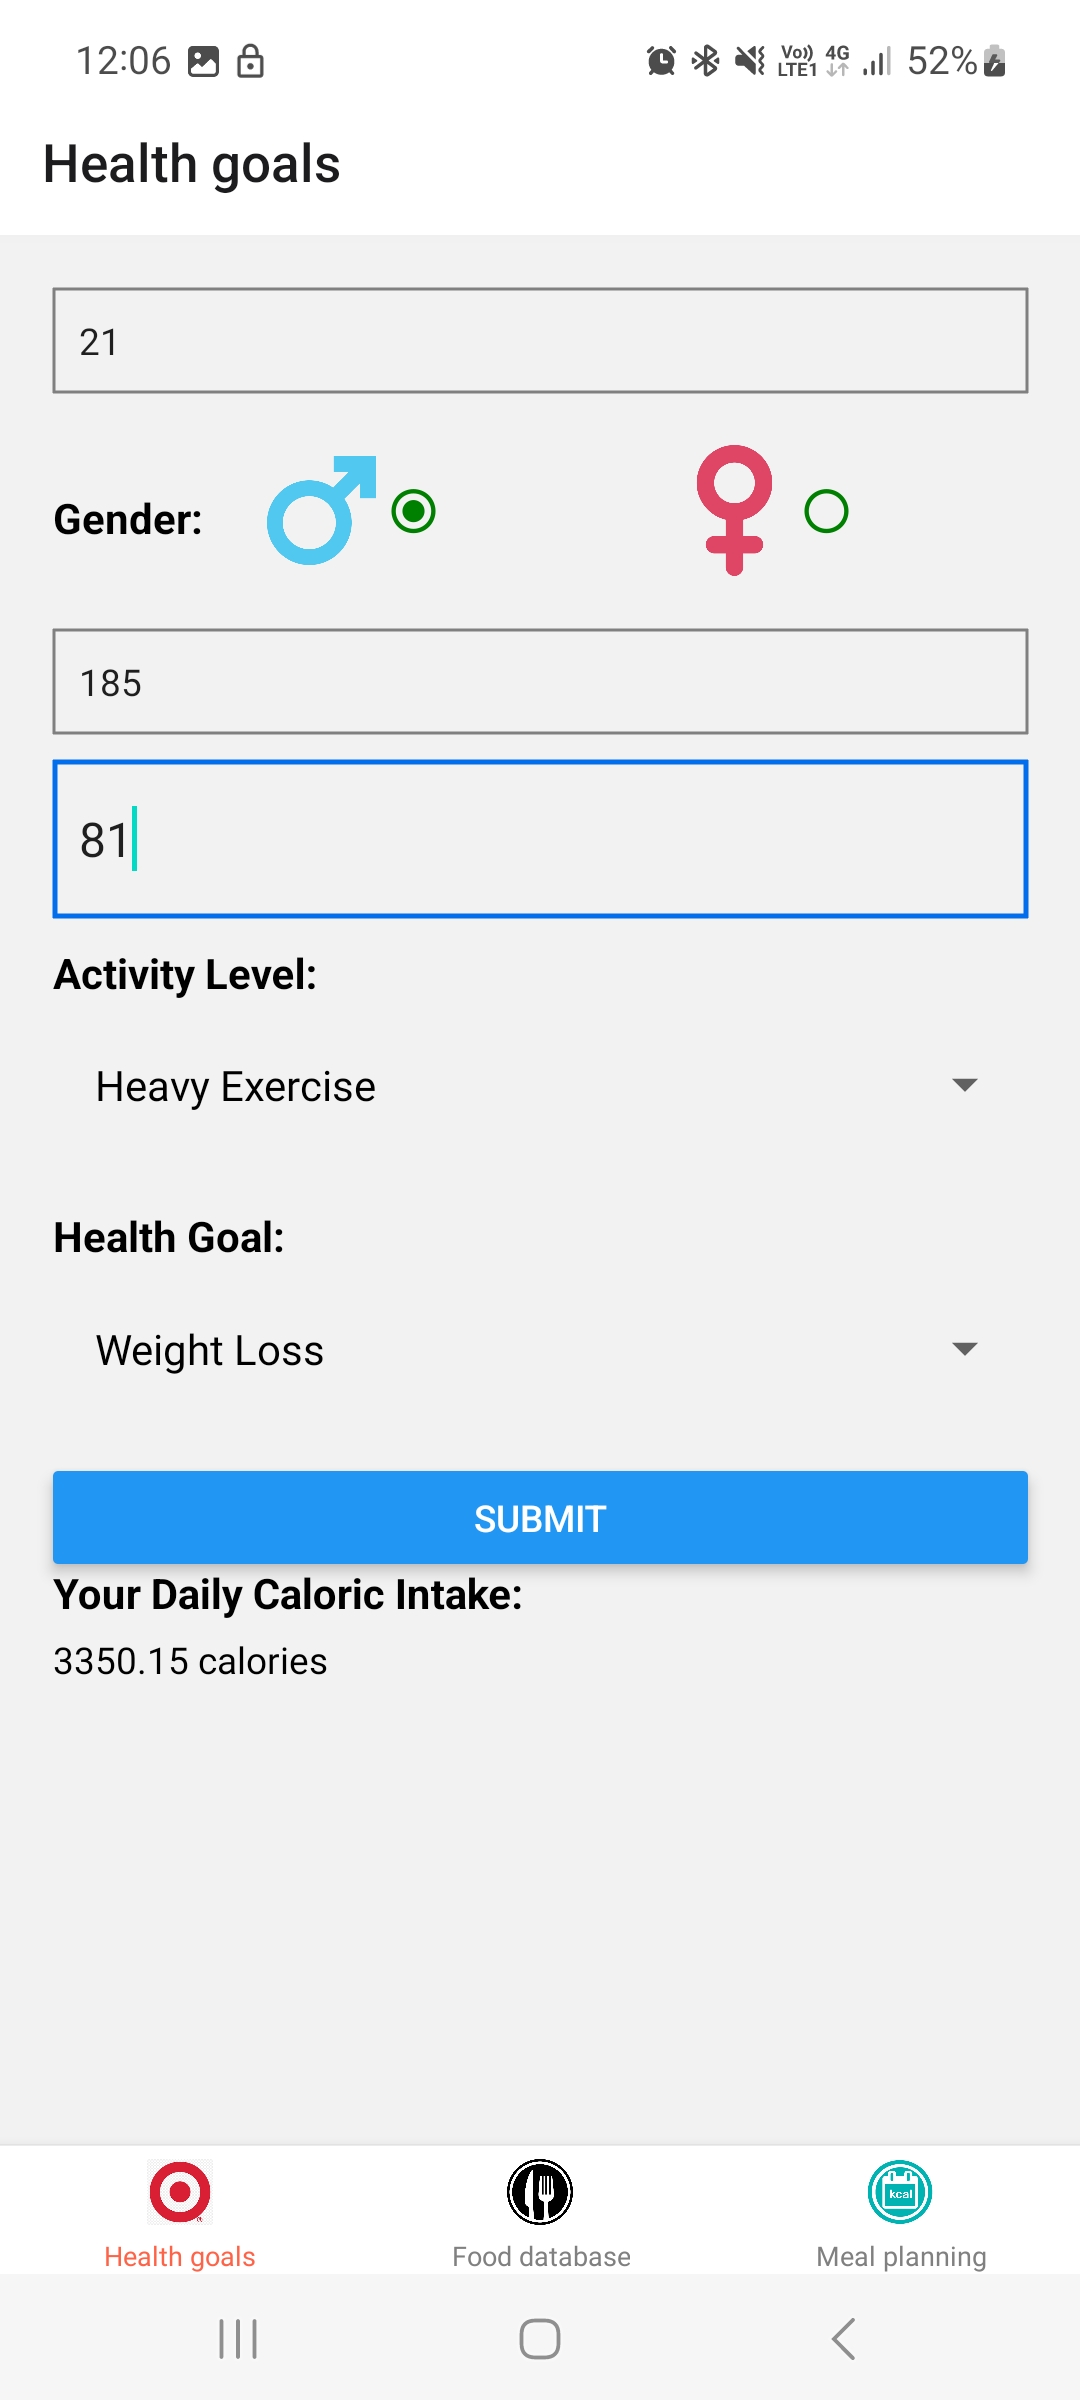 12:06 Vo)) LTE1 4G 52%
Health goals
21
Gender:
185
81
Activity Level:
Heavy Exercise
Health Goal:
Weight Loss
SUBMIT
Your Daily Caloric Intake:
3350.15 calories
kcal
Health goals Food database Meal planning